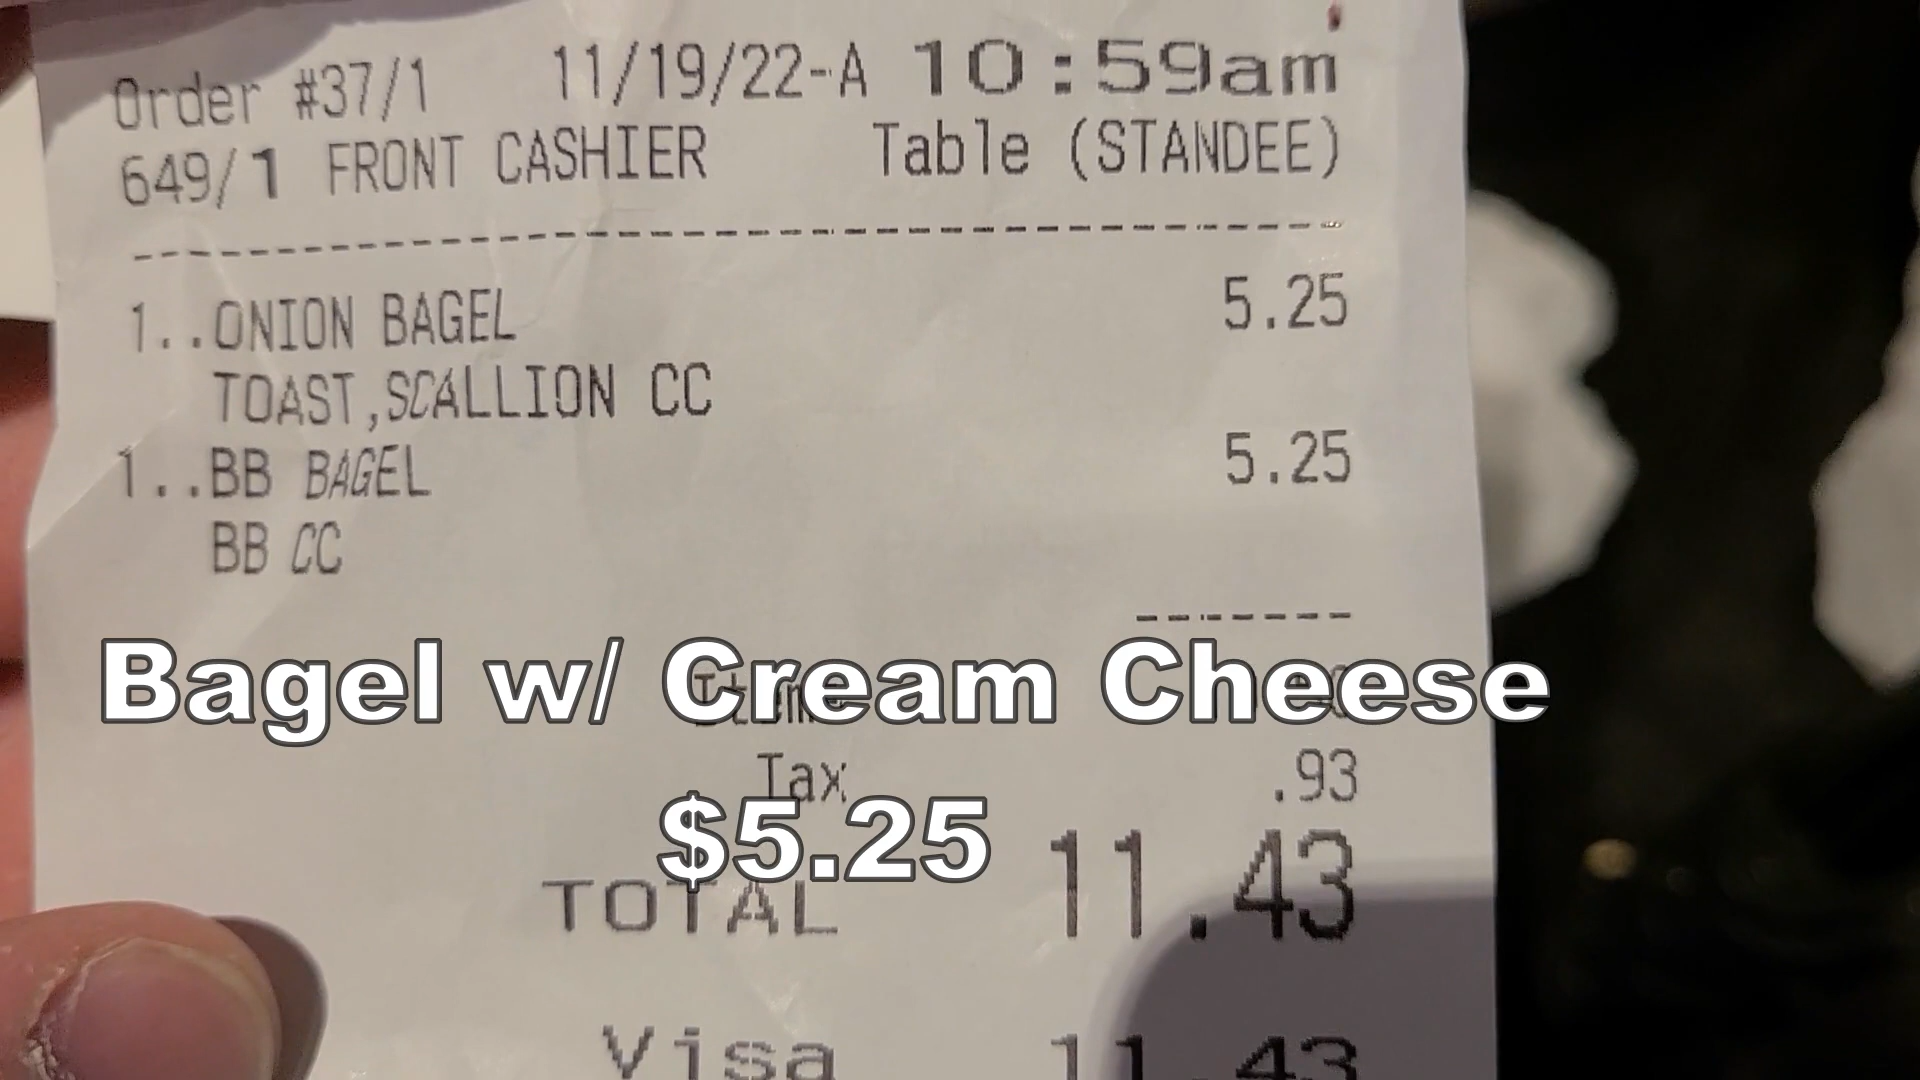 Order #37/1 11/19/22-A 10:59am
649/1 FRONT CASHIER Table (STANDEE)
1..ONION BAGEL 5.25
TOAST,SCALLION CC
1..BB BAGEL 5.25
BB CC
Bagel w/ Cream Cheese
Tax .93
$5.25
TOTAL 11.43
Visa 11.43